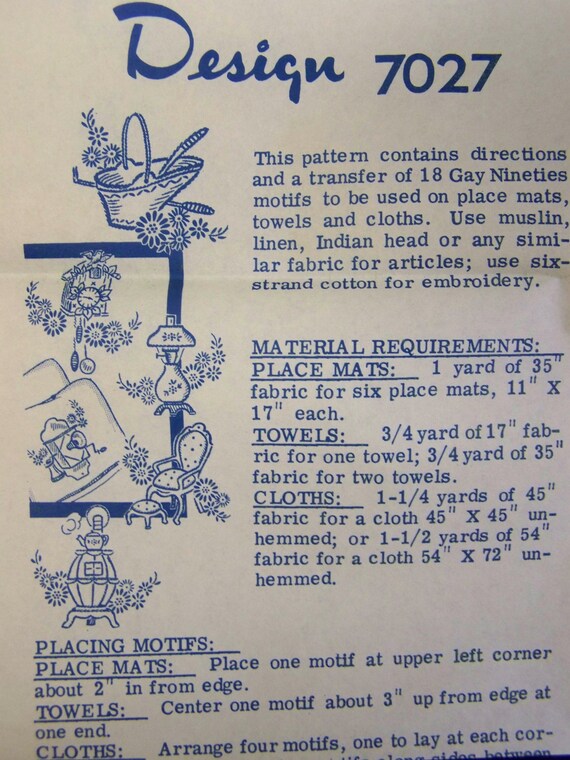 Design 7027
This pattern contains directions
and a transfer of 18 Gay Nineties
motifs to be used on place mats,
towels and cloths. Use muslin,
linen, Indian head or any simi-
lar fabric for articles; use six-
strand cotton for embroidery.
MATERIAL REQUIREMENTS:
PLACE MATS: 1 yard of 35"
fabric for six place mats, 11" X
17" each.
TOWELS: 3/4 yard of 17" fab-
ric for one towel; 3/4 yard of 35"
fabric for two towels.
CLOTHS: 1-1/4 yards of 45"
fabric for a cloth 45" X 45" un-
hemmed; or 1-1/2 yards of 54"
fabric for a cloth 54" X 72" un-
hemmed.
PLACING MOTIFS:
PLACE MATS: Place one motif at upper left corner
about 2" in from edge.
TOWELS: Center one motif about 3" up from edge at
one end.
CLOTHS: Arrange four motifs, one to lay at each cor-
along sides between